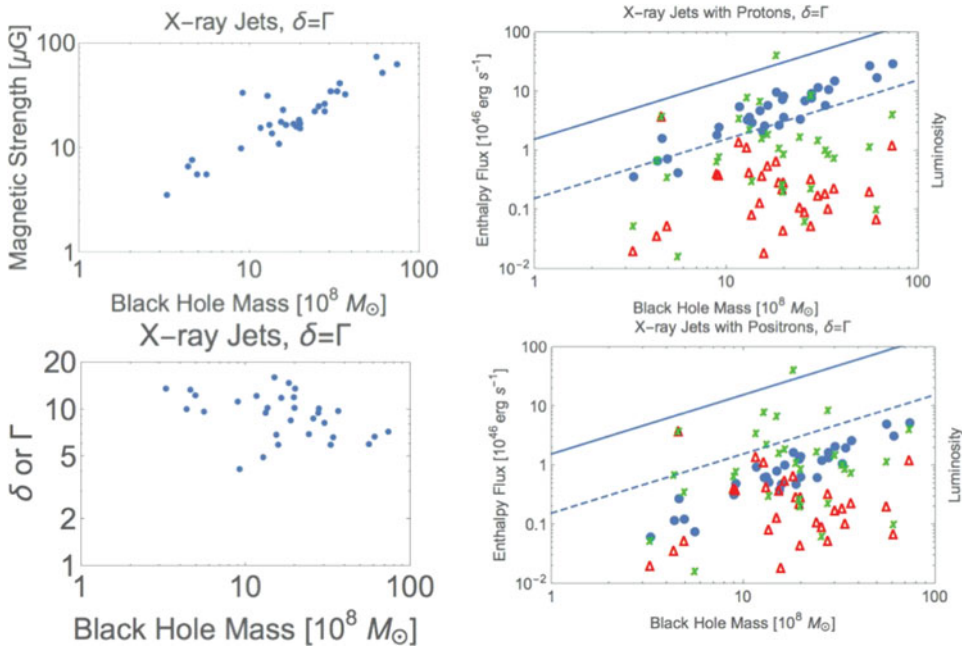 X-ray Jets, δ=Γ
Magnetic Strength [μG]
100
10
1
1
10
100
Black Hole Mass [10⁸ M⊙]
X-ray Jets with Protons, δ=Γ
Enthalpy Flux [10⁴⁶ erg s⁻¹]
100
10
1
0.1
10⁻²
1
10
100
Black Hole Mass [10⁸ M⊙]
Luminosity
X-ray Jets, δ=Γ
δ or Γ
20
10
5
2
1
1
10
100
Black Hole Mass [10⁸ M⊙]
X-ray Jets with Positrons, δ=Γ
Enthalpy Flux [10⁴⁶ erg s⁻¹]
100
10
1
0.1
10⁻²
1
10
100
Black Hole Mass [10⁸ M⊙]
Luminosity